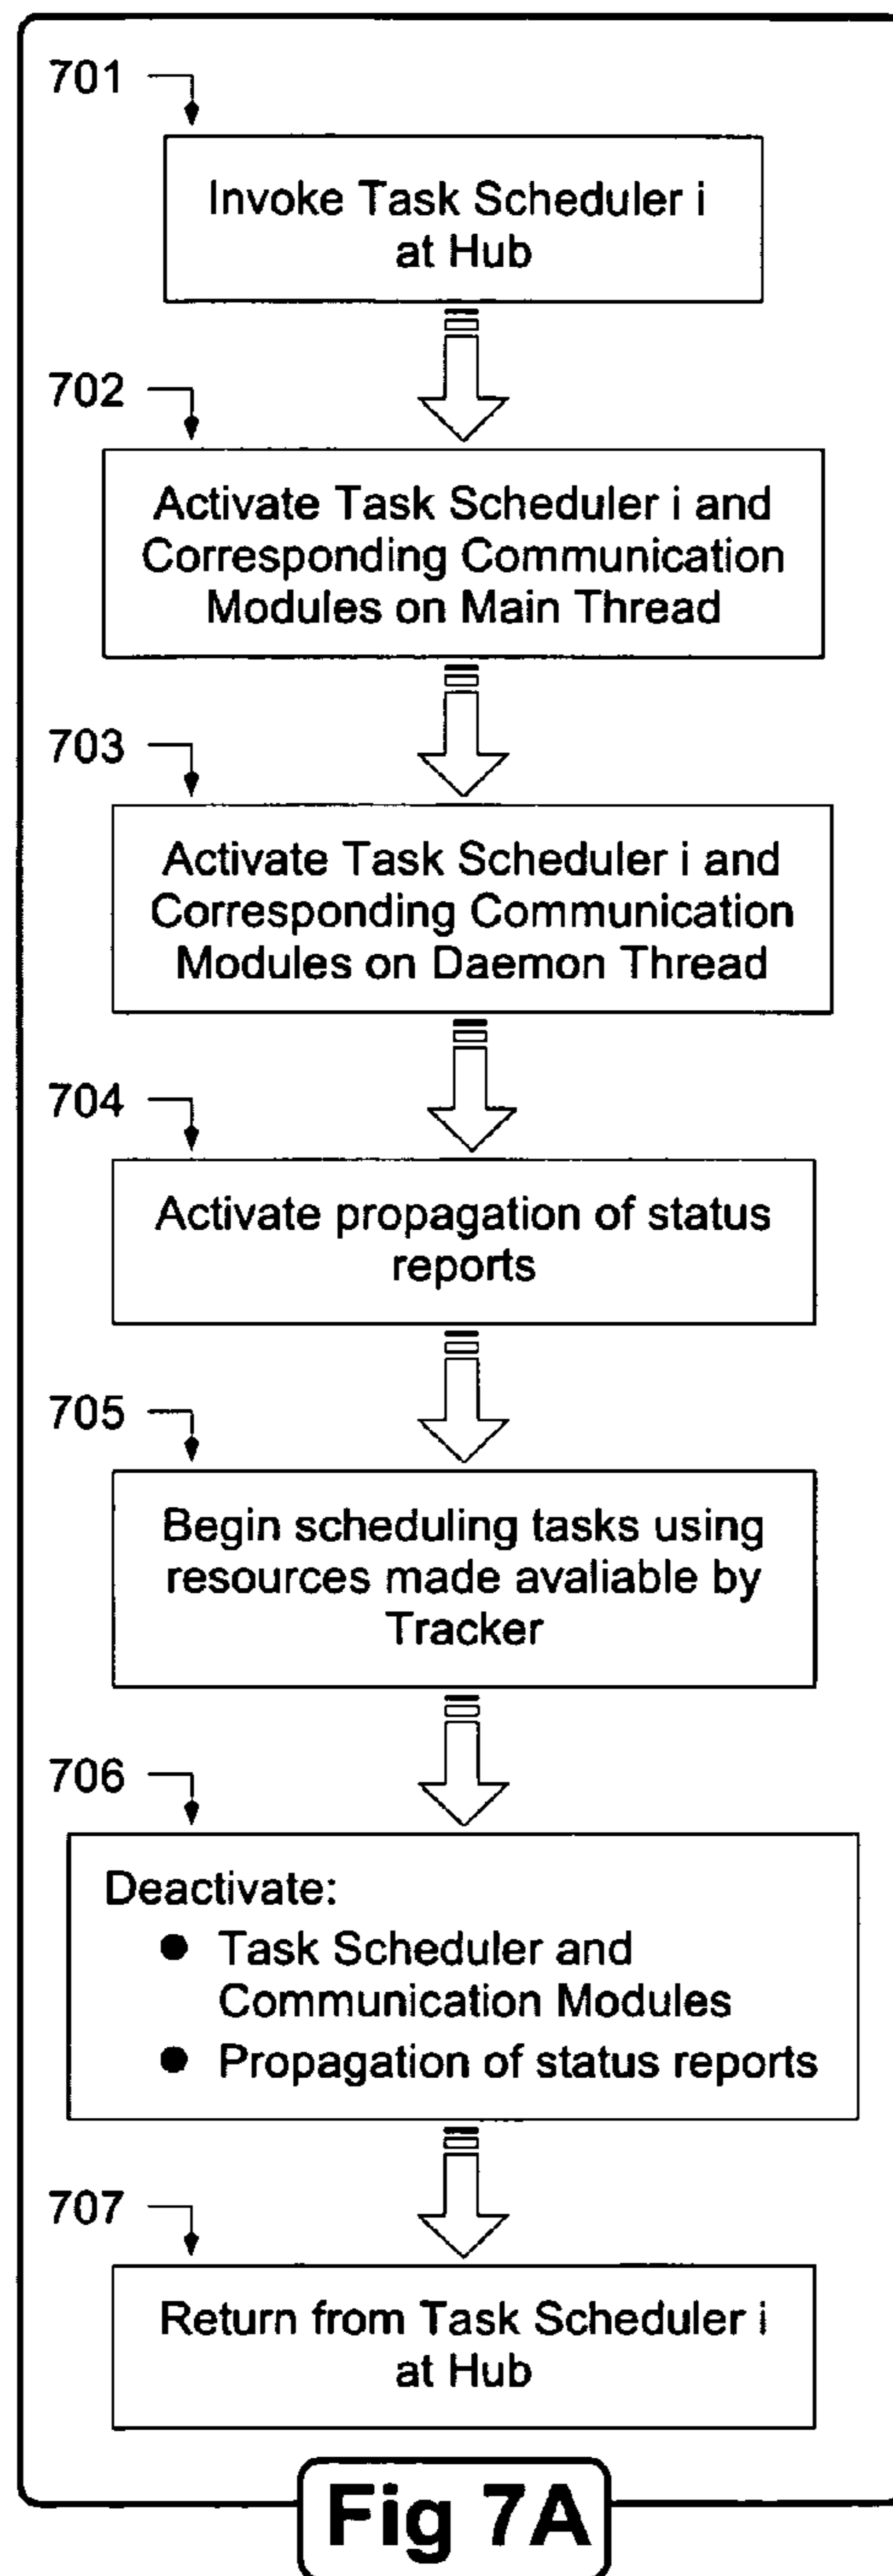 701
Invoke Task Scheduler i
at Hub
702
Activate Task Scheduler i and
Corresponding Communication
Modules on Main Thread
703
Activate Task Scheduler i and
Corresponding Communication
Modules on Daemon Thread
704
Activate propagation of status
reports
705
Begin scheduling tasks using
resources made avaliable by
Tracker
706
Deactivate:
● Task Scheduler and
Communication Modules
● Propagation of status reports
707
Return from Task Scheduler i
at Hub
Fig 7A